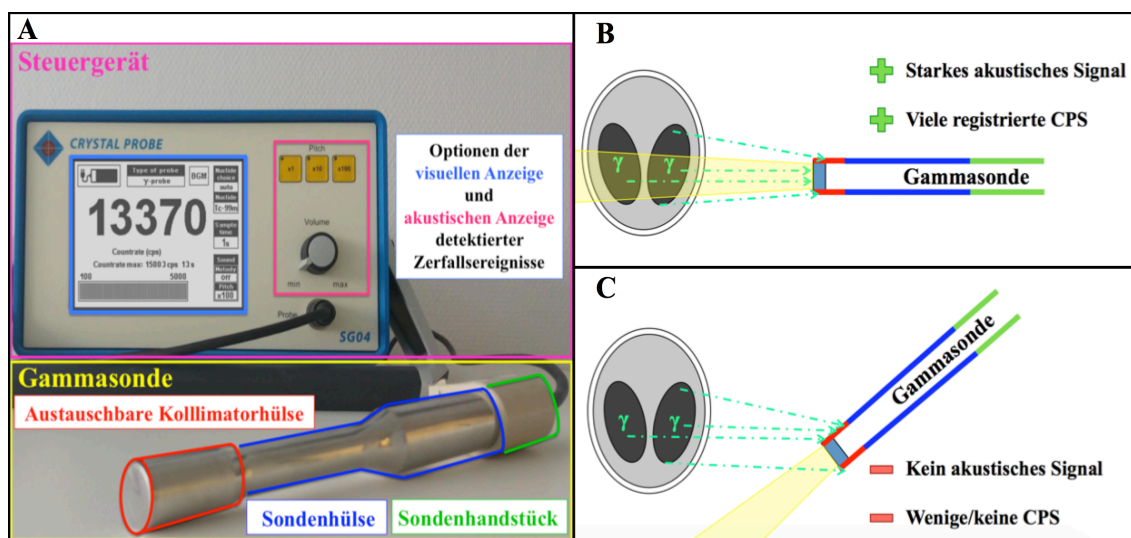 A
Steuergerät
CRYSTAL PROBE
Type of probe
γ-probe
BGM
Nuclide
choice
auto
Nuclide
Tc-99m
Sample
time
1s
13370
Countrate (cps)
Countrate max: 15003 cps 13s
100 5000
Sound
Melody
off
Pitch
x100
Pitch
x1 x10 x100
Volume
min max
Probe
SG04
Optionen der
visuellen Anzeige
und
akustischen Anzeige
detektierter
Zerfallsereignisse
Gammasonde
Austauschbare Kolllimatorhülse
Sondenhülse
Sondenhandstück
B
γ γ
Starkes akustisches Signal
Viele registrierte CPS
Gammasonde
C
γ γ
Gammasonde
Kein akustisches Signal
Wenige/keine CPS